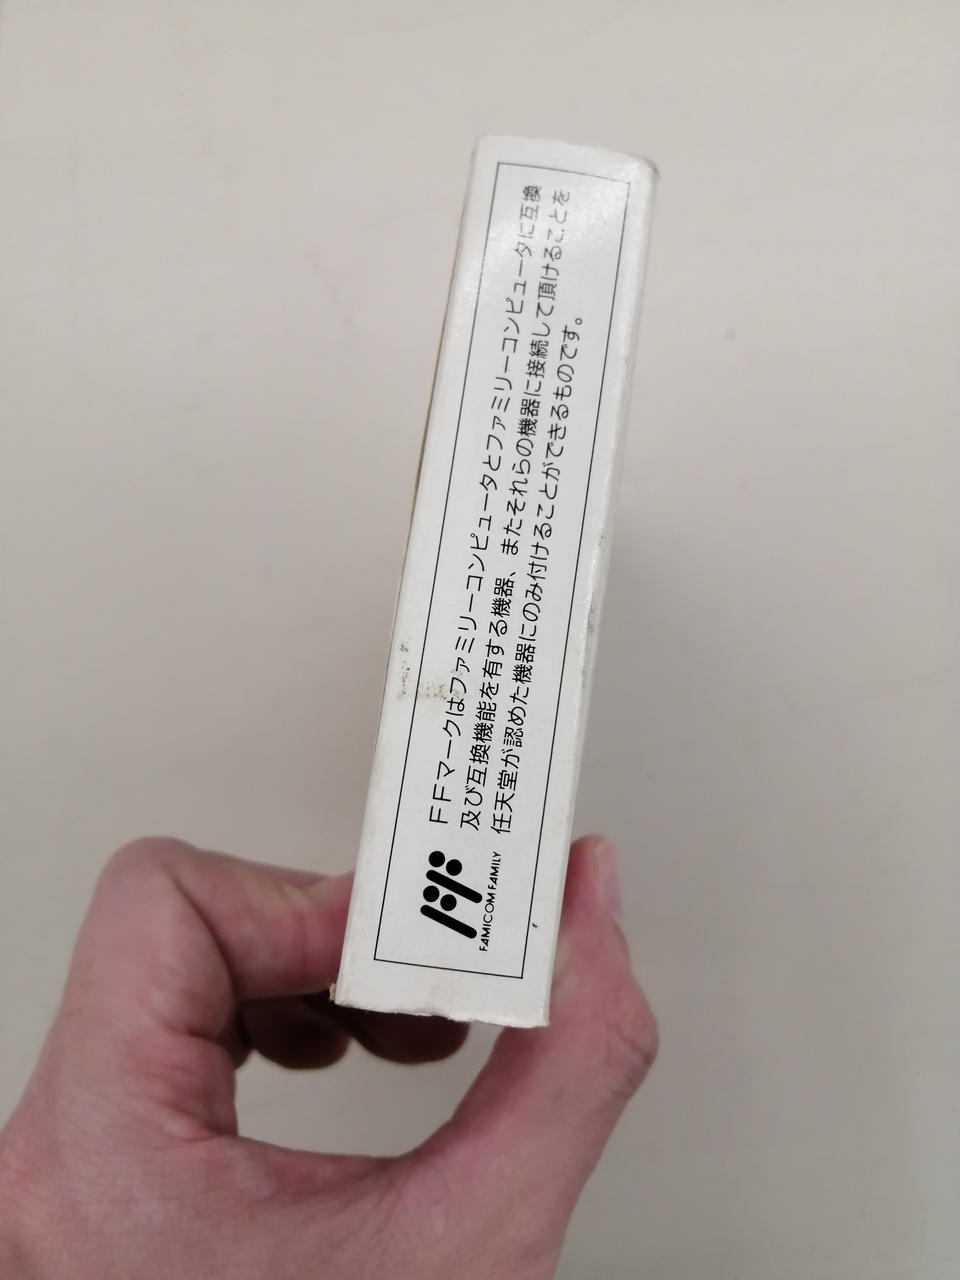 FFマークはファミリーコンピュータとファミリーコンピュータに互換
及び互換機能を有する機器、またそれらの機器に接続して頂けることを
任天堂が認めた機器にのみ付けることができるものです。
FAMICOM FAMILY